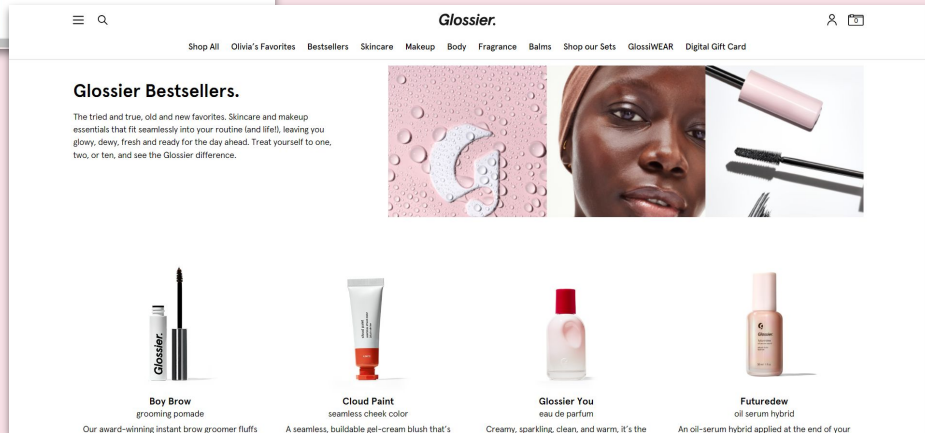 Glossier.
0
Shop All Olivia's Favorites Bestsellers Skincare Makeup Body Fragrance Balms Shop our Sets GlossiWEAR Digital Gift Card
Glossier Bestsellers.
The tried and true, old and new favorites. Skincare and makeup
essentials that fit seamlessly into your routine (and life!), leaving you
glowy, dewy, fresh and ready for the day ahead. Treat yourself to one,
two, or ten, and see the Glossier difference.
G
Glossier.
cloud paint
Glossier.
Boy Brow
grooming pomade
Our award-winning instant brow groomer fluffs
Cloud Paint
seamless cheek color
A seamless, buildable gel-cream blush that's
Glossier You
eau de parfum
Creamy, sparkling, clean, and warm, it's the
Futuredew
oil serum hybrid
An oil-serum hybrid applied at the end of your